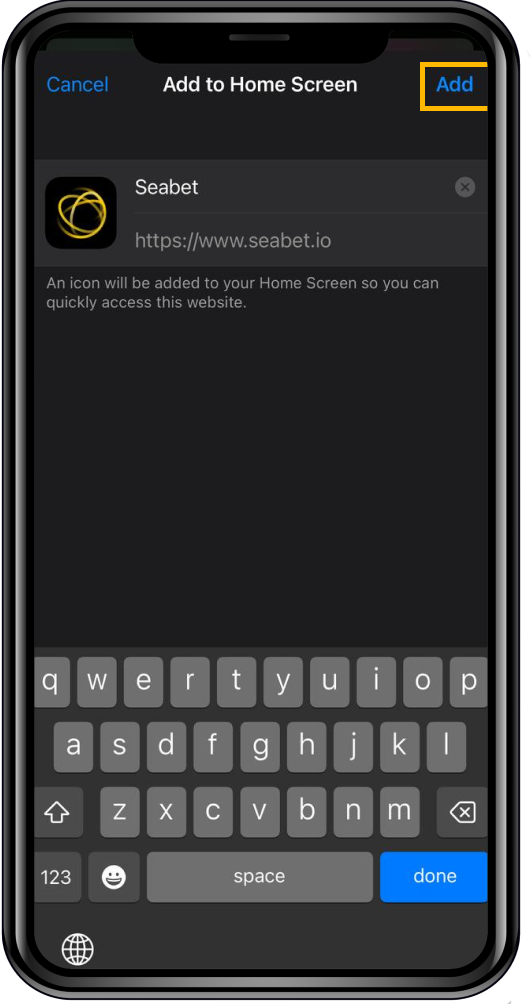 Cancel Add to Home Screen Add
Seabet
https://www.seabet.io
An icon will be added to your Home Screen so you can
quickly access this website.
q w e r t y u i o p
a s d f g h j k l
z x c v b n m
123 space done